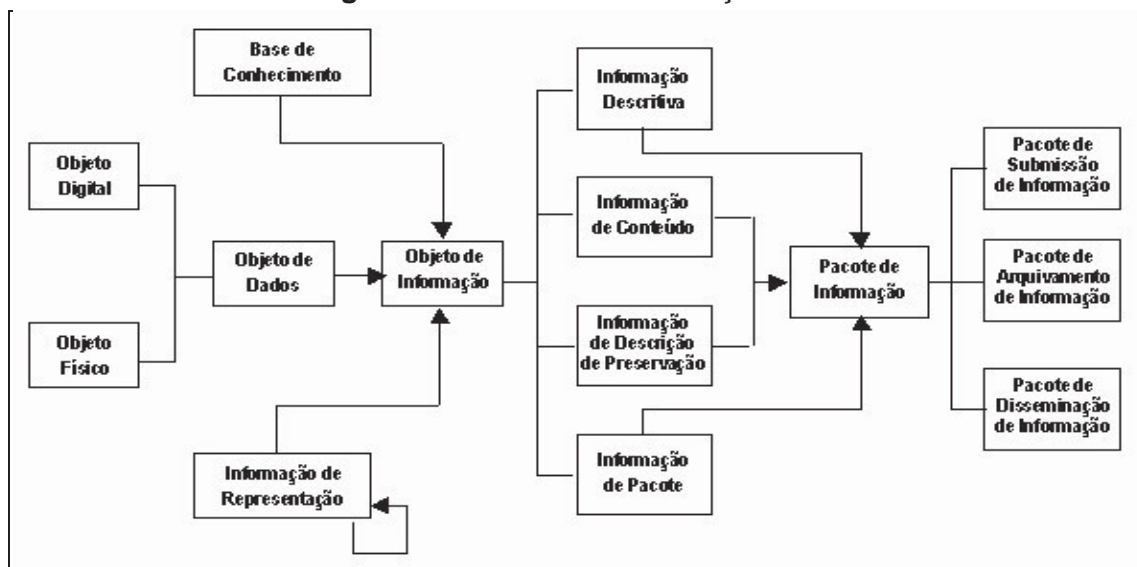 Base de
Conhecimento
Objeto
Digital
Objeto
Físico
Objeto de
Dados
Objeto de
Informação
Informação de
Representação
Informação
Descritiva
Informação
de Conteúdo
Informação
de Descrição
de Preservação
Informação
de Pacote
Pacote de
Informação
Pacote de
Submissão
de Informação
Pacote de
Arquivamento
de Informação
Pacote de
Disseminação
de Informação